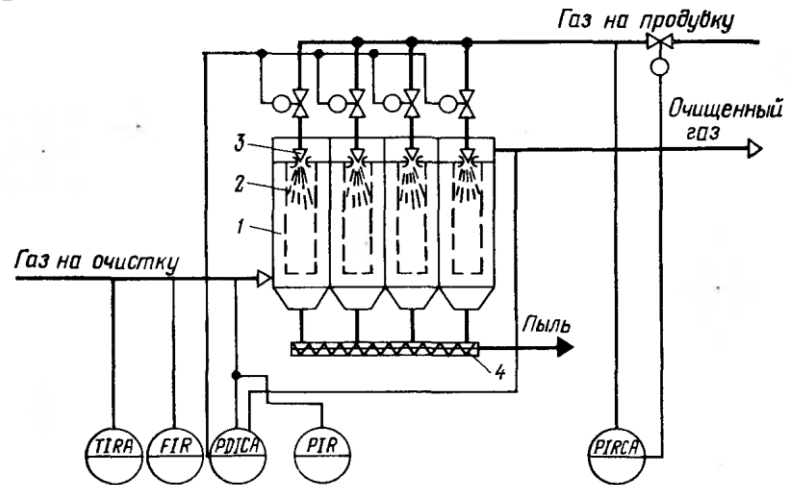 Газ на продувку
Очищенный
газ
3
2
1
Газ на очистку
Пыль
4
TIRA
FIR
PDICA
PIR
PIRCA